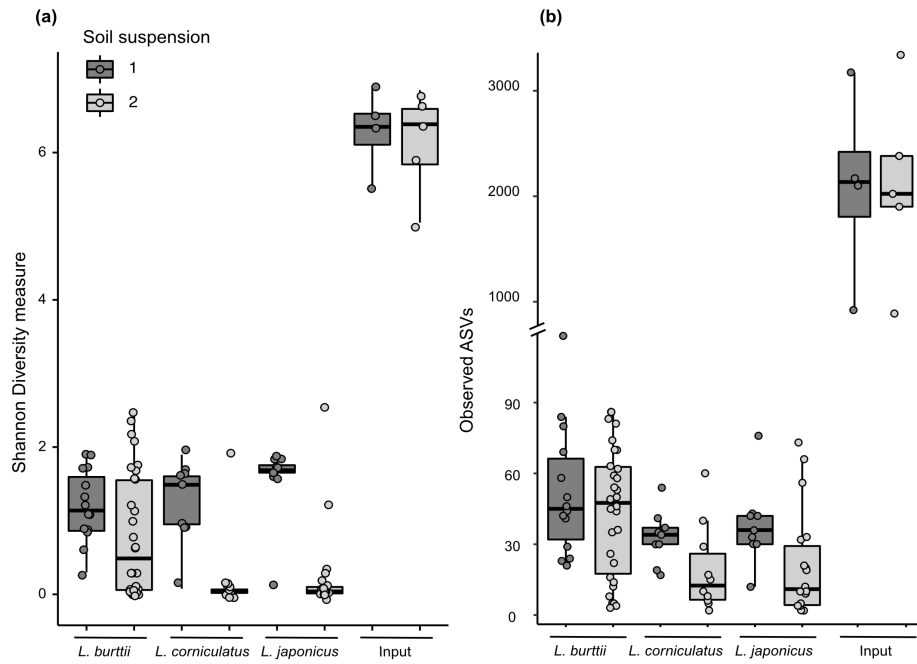 (a)
Soil suspension
1
2
Shannon Diversity measure
6
4
2
0
L. burttii
L. corniculatus
L. japonicus
Input
(b)
Observed ASVs
3000
2000
1000
90
60
30
0
L. burttii
L. corniculatus
L. japonicus
Input